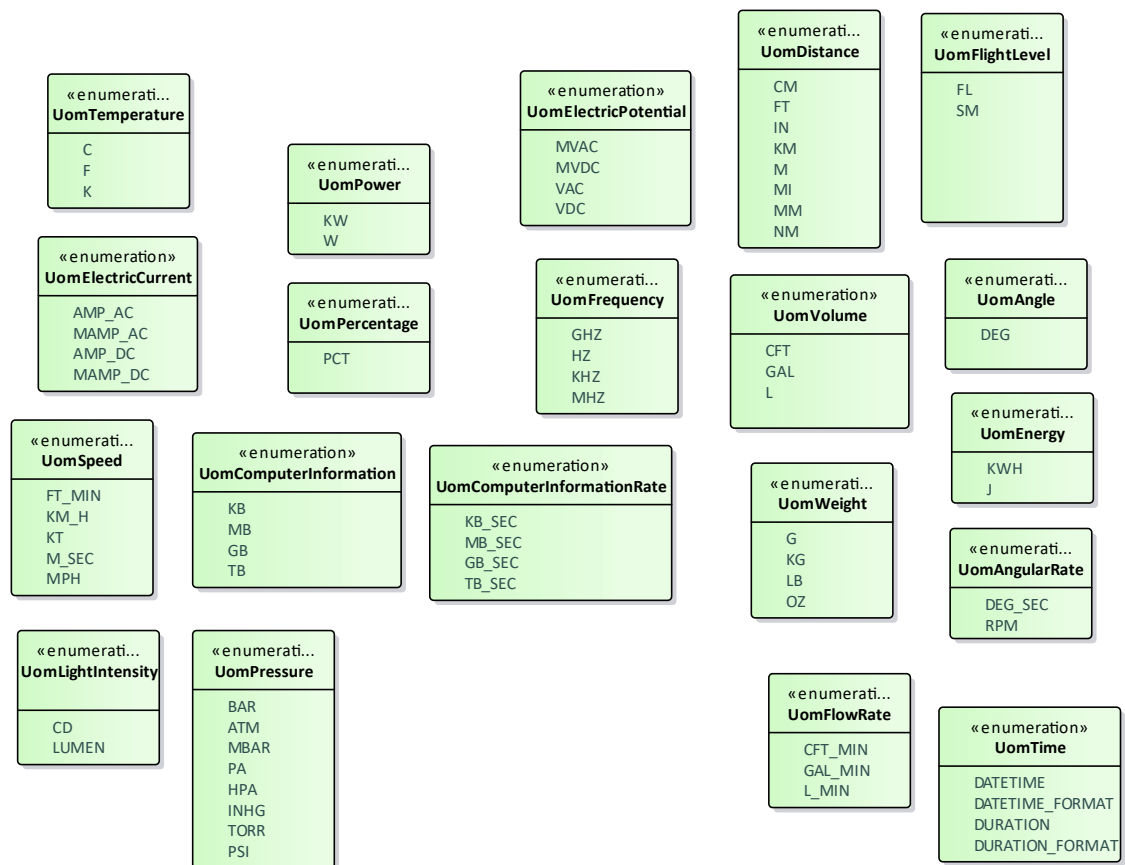 «enumerati...
UomTemperature
C
F
K
«enumerati...
UomPower
KW
W
«enumeration»
UomElectricPotential
MVAC
MVDC
VAC
VDC
«enumerati...
UomDistance
CM
FT
IN
KM
M
MI
MM
NM
«enumerati...
UomFlightLevel
FL
SM
«enumeration»
UomElectricCurrent
AMP_AC
MAMP_AC
AMP_DC
MAMP_DC
«enumerati...
UomPercentage
PCT
«enumerati...
UomFrequency
GHZ
HZ
KHZ
MHZ
«enumeration»
UomVolume
CFT
GAL
L
«enumerati...
UomAngle
DEG
«enumerati...
UomSpeed
FT_MIN
KM_H
KT
M_SEC
MPH
«enumeration»
UomComputerInformation
KB
MB
GB
TB
«enumeration»
UomComputerInformationRate
KB_SEC
MB_SEC
GB_SEC
TB_SEC
«enumerati...
UomWeight
G
KG
LB
OZ
«enumerati...
UomEnergy
KWH
J
«enumerati...
UomAngularRate
DEG_SEC
RPM
«enumerati...
UomLightIntensity
CD
LUMEN
«enumerati...
UomPressure
BAR
ATM
MBAR
PA
HPA
INHG
TORR
PSI
«enumerati...
UomFlowRate
CFT_MIN
GAL_MIN
L_MIN
«enumeration»
UomTime
DATETIME
DATETIME_FORMAT
DURATION
DURATION_FORMAT